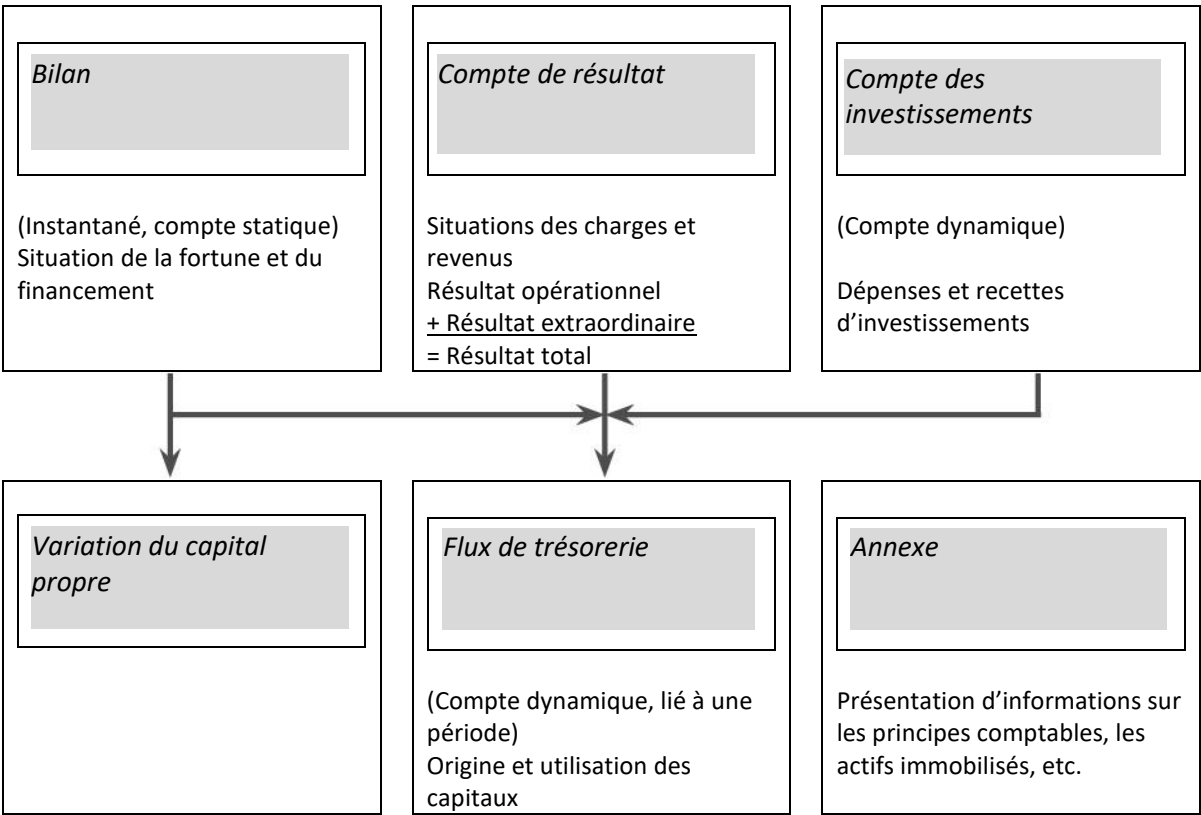 Bilan
(Instantané, compte statique)
Situation de la fortune et du
financement
Compte de résultat
Situations des charges et
revenus
Résultat opérationnel
+ Résultat extraordinaire
= Résultat total
Compte des
investissements
(Compte dynamique)
Dépenses et recettes
d’investissements
Variation du capital
propre
Flux de trésorerie
(Compte dynamique, lié à une
période)
Origine et utilisation des
capitaux
Annexe
Présentation d’informations sur
les principes comptables, les
actifs immobilisés, etc.